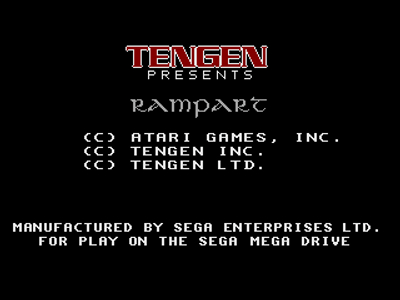 TENGEN
PRESENTS
RAMPART
(C) ATARI GAMES, INC.
(C) TENGEN INC.
(C) TENGEN LTD.
MANUFACTURED BY SEGA ENTERPRISES LTD.
FOR PLAY ON THE SEGA MEGA DRIVE